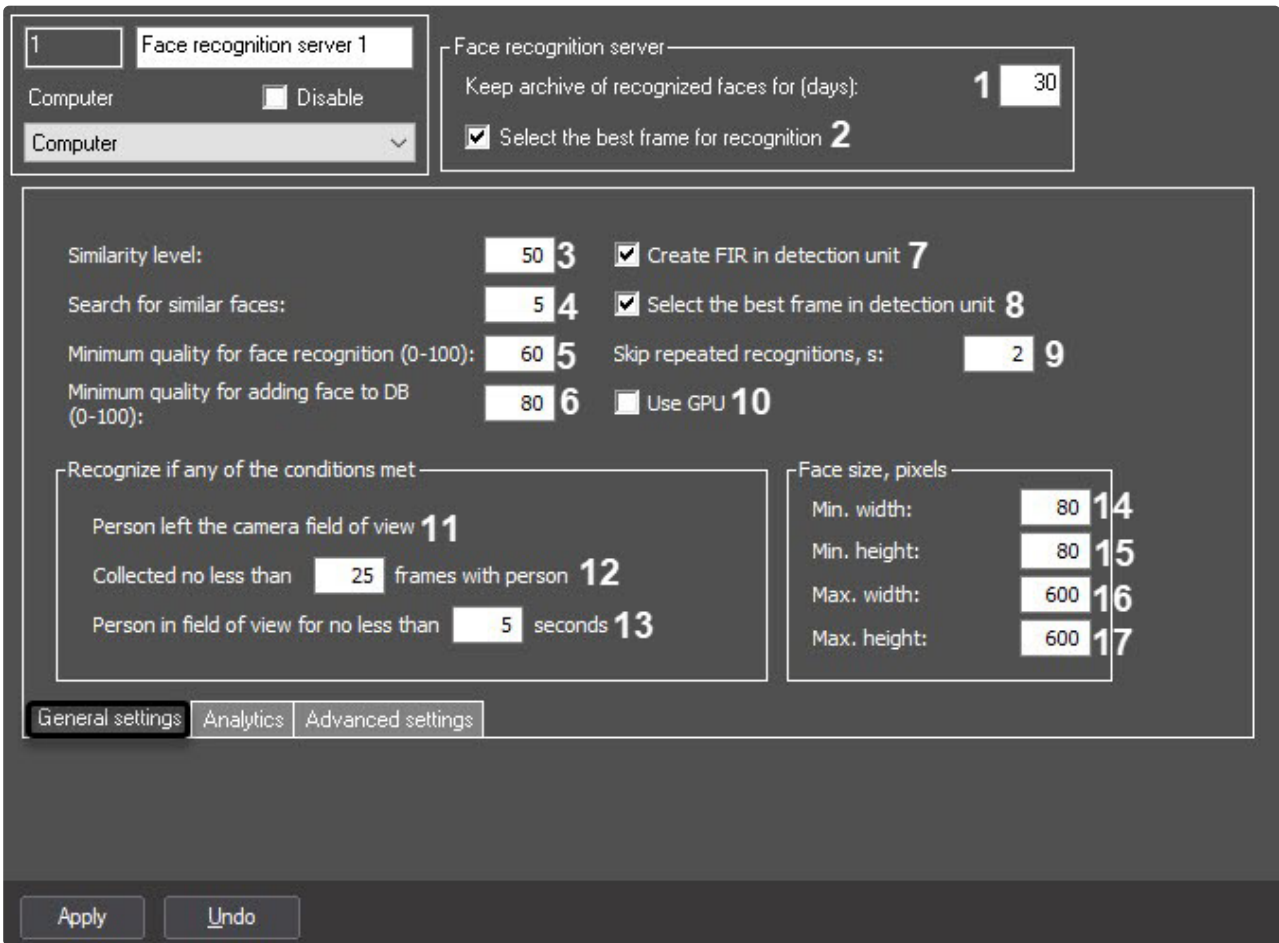 1 Face recognition server 1
Computer Disable
Computer
Face recognition server
Keep archive of recognized faces for (days): 1 30
Select the best frame for recognition 2
Similarity level: 50 3 Create FIR in detection unit 7
Search for similar faces: 5 4 Select the best frame in detection unit 8
Minimum quality for face recognition (0-100): 60 5 Skip repeated recognitions, s: 2 9
Minimum quality for adding face to DB
(0-100): 80 6 Use GPU 10
Recognize if any of the conditions met
Person left the camera field of view 11
Collected no less than 25 frames with person 12
Person in field of view for no less than 5 seconds 13
Face size, pixels
Min. width: 80 14
Min. height: 80 15
Max. width: 600 16
Max. height: 600 17
General settings Analytics Advanced settings
Apply Undo